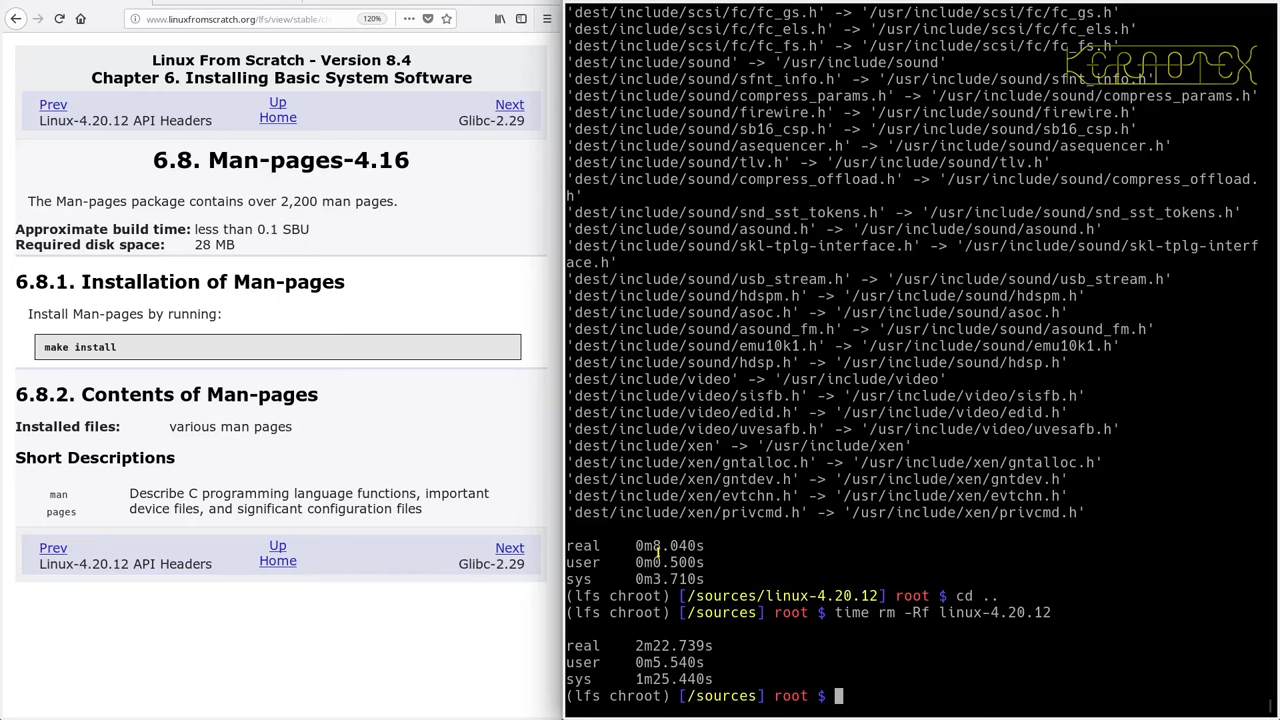 www.linuxfromscratch.org/lfs/view/stable/ch
120%
Linux From Scratch - Version 8.4
Chapter 6. Installing Basic System Software
Prev
Up
Next
Linux-4.20.12 API Headers
Home
Glibc-2.29
6.8. Man-pages-4.16
The Man-pages package contains over 2,200 man pages.
Approximate build time: less than 0.1 SBU
Required disk space: 28 MB
6.8.1. Installation of Man-pages
Install Man-pages by running:
make install
6.8.2. Contents of Man-pages
Installed files: various man pages
Short Descriptions
man pages
Describe C programming language functions, important
device files, and significant configuration files
Prev
Up
Next
Linux-4.20.12 API Headers
Home
Glibc-2.29
'dest/include/scsi/fc/fc_gs.h' -> '/usr/include/scsi/fc/fc_gs.h'
'dest/include/scsi/fc/fc_els.h' -> '/usr/include/scsi/fc/fc_els.h'
'dest/include/scsi/fc/fc_fs.h' -> '/usr/include/scsi/fc/fc_fs.h'
'dest/include/sound' -> '/usr/include/sound'
'dest/include/sound/sfnt_info.h' -> '/usr/include/sound/sfnt_info.h'
'dest/include/sound/compress_params.h' -> '/usr/include/sound/compress_params.h'
'dest/include/sound/firewire.h' -> '/usr/include/sound/firewire.h'
'dest/include/sound/sb16_csp.h' -> '/usr/include/sound/sb16_csp.h'
'dest/include/sound/asequencer.h' -> '/usr/include/sound/asequencer.h'
'dest/include/sound/tlv.h' -> '/usr/include/sound/tlv.h'
'dest/include/sound/compress_offload.h' -> '/usr/include/sound/compress_offload.
h'
'dest/include/sound/snd_sst_tokens.h' -> '/usr/include/sound/snd_sst_tokens.h'
'dest/include/sound/asound.h' -> '/usr/include/sound/asound.h'
'dest/include/sound/skl-tplg-interface.h' -> '/usr/include/sound/skl-tplg-interf
ace.h'
'dest/include/sound/usb_stream.h' -> '/usr/include/sound/usb_stream.h'
'dest/include/sound/hdspm.h' -> '/usr/include/sound/hdspm.h'
'dest/include/sound/asoc.h' -> '/usr/include/sound/asoc.h'
'dest/include/sound/asound_fm.h' -> '/usr/include/sound/asound_fm.h'
'dest/include/sound/emu10k1.h' -> '/usr/include/sound/emu10k1.h'
'dest/include/sound/hdsp.h' -> '/usr/include/sound/hdsp.h'
'dest/include/video' -> '/usr/include/video'
'dest/include/video/sisfb.h' -> '/usr/include/video/sisfb.h'
'dest/include/video/edid.h' -> '/usr/include/video/edid.h'
'dest/include/video/uvesafb.h' -> '/usr/include/video/uvesafb.h'
'dest/include/xen' -> '/usr/include/xen'
'dest/include/xen/gntalloc.h' -> '/usr/include/xen/gntalloc.h'
'dest/include/xen/gntdev.h' -> '/usr/include/xen/gntdev.h'
'dest/include/xen/evtchn.h' -> '/usr/include/xen/evtchn.h'
'dest/include/xen/privcmd.h' -> '/usr/include/xen/privcmd.h'
real 0m8.040s
user 0m0.500s
sys 0m3.710s
(lfs chroot) [/sources/linux-4.20.12] root $ cd ..
(lfs chroot) [/sources] root $ time rm -Rf linux-4.20.12
real 2m22.739s
user 0m5.540s
sys 1m25.440s
(lfs chroot) [/sources] root $